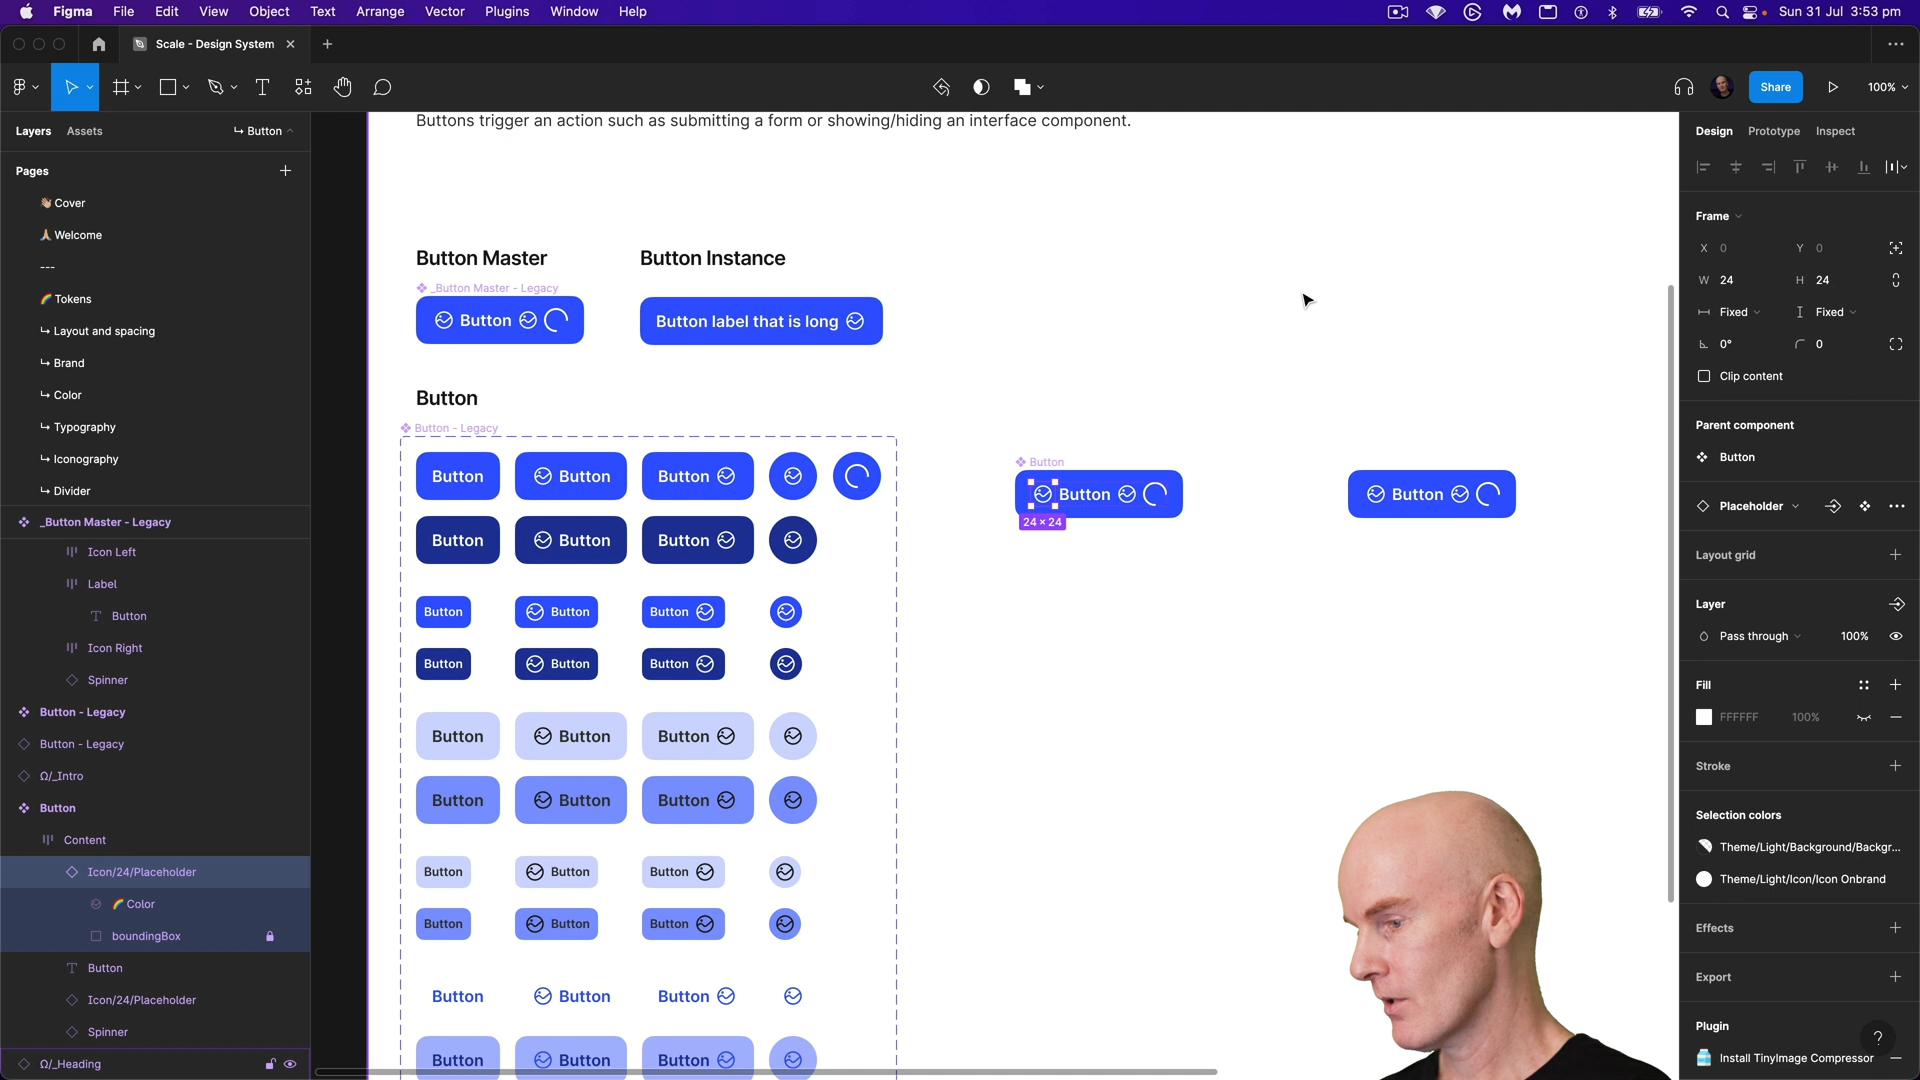 Figma File Edit View Object Text Arrange Vector Plugins Window Help
Sun 31 Jul 3:53 pm
Scale - Design System
Share
100%
Layers Assets
↳ Button
Pages
👋🏼 Cover
🙏🏼 Welcome
---
🌈 Tokens
↳ Layout and spacing
↳ Brand
↳ Color
↳ Typography
↳ Iconography
↳ Divider
_Button Master - Legacy
Icon Left
Label
Button
Icon Right
Spinner
Button - Legacy
Button - Legacy
Ω/_Intro
Button
Content
Icon/24/Placeholder
🌈 Color
boundingBox
Button
Icon/24/Placeholder
Spinner
Ω/_Heading
Buttons trigger an action such as submitting a form or showing/hiding an interface component.
Button Master
Button Instance
_Button Master - Legacy
Button
Button label that is long
Button
Button - Legacy
Button Button Button
Button
Button
24 × 24
Button
Button Button Button
Button Button Button
Button Button Button
Button Button Button
Button Button Button
Button Button Button
Button Button Button
Button Button Button
Button Button Button
Design Prototype Inspect
Frame
X 0 Y 0
W 24 H 24
Fixed Fixed
0° 0
Clip content
Parent component
Button
Placeholder
Layout grid
Layer
Pass through 100%
Fill
FFFFFF 100%
Stroke
Selection colors
Theme/Light/Background/Backgr...
Theme/Light/Icon/Icon Onbrand
Effects
Export
Plugin
?
Install TinyImage Compressor